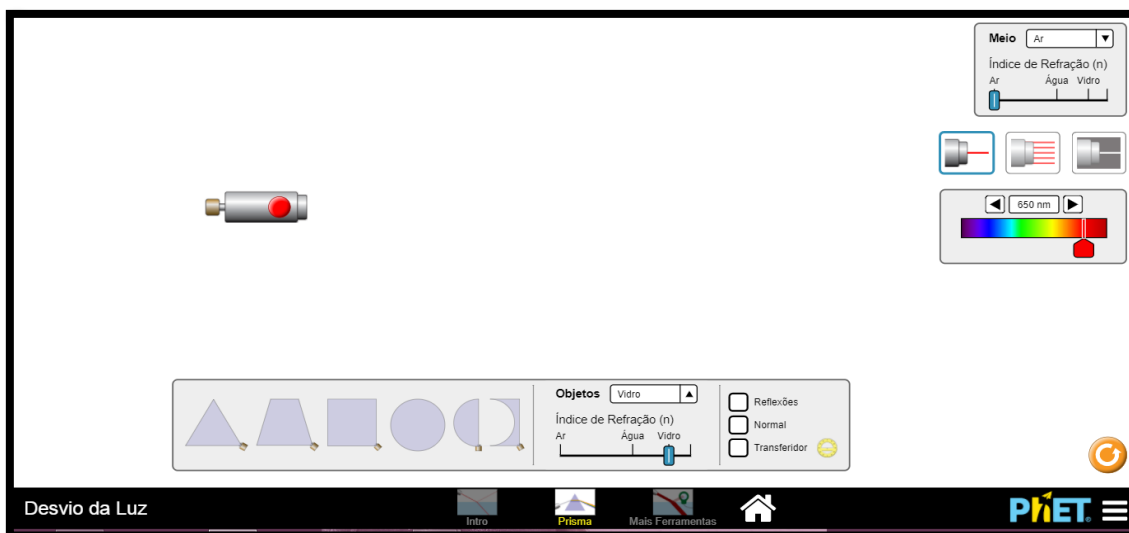 Meio Ar
Índice de Refração (n)
Ar Água Vidro
650 nm
Objetos Vidro
Índice de Refração (n)
Ar Água Vidro
Reflexões
Normal
Transferidor
Desvio da Luz
Intro
Prisma
Mais Ferramentas
PhET